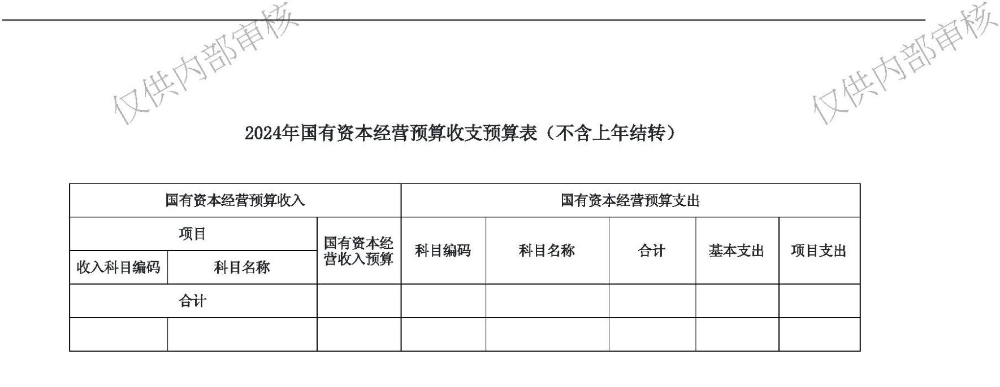 仅供内部审核
仅供内部审核
2024年国有资本经营预算收支预算表（不含上年结转）
国有资本经营预算收入
国有资本经营预算支出
项目
国有资本经
营收入预算
科目编码
科目名称
合计
基本支出
项目支出
收入科目编码
科目名称
合计